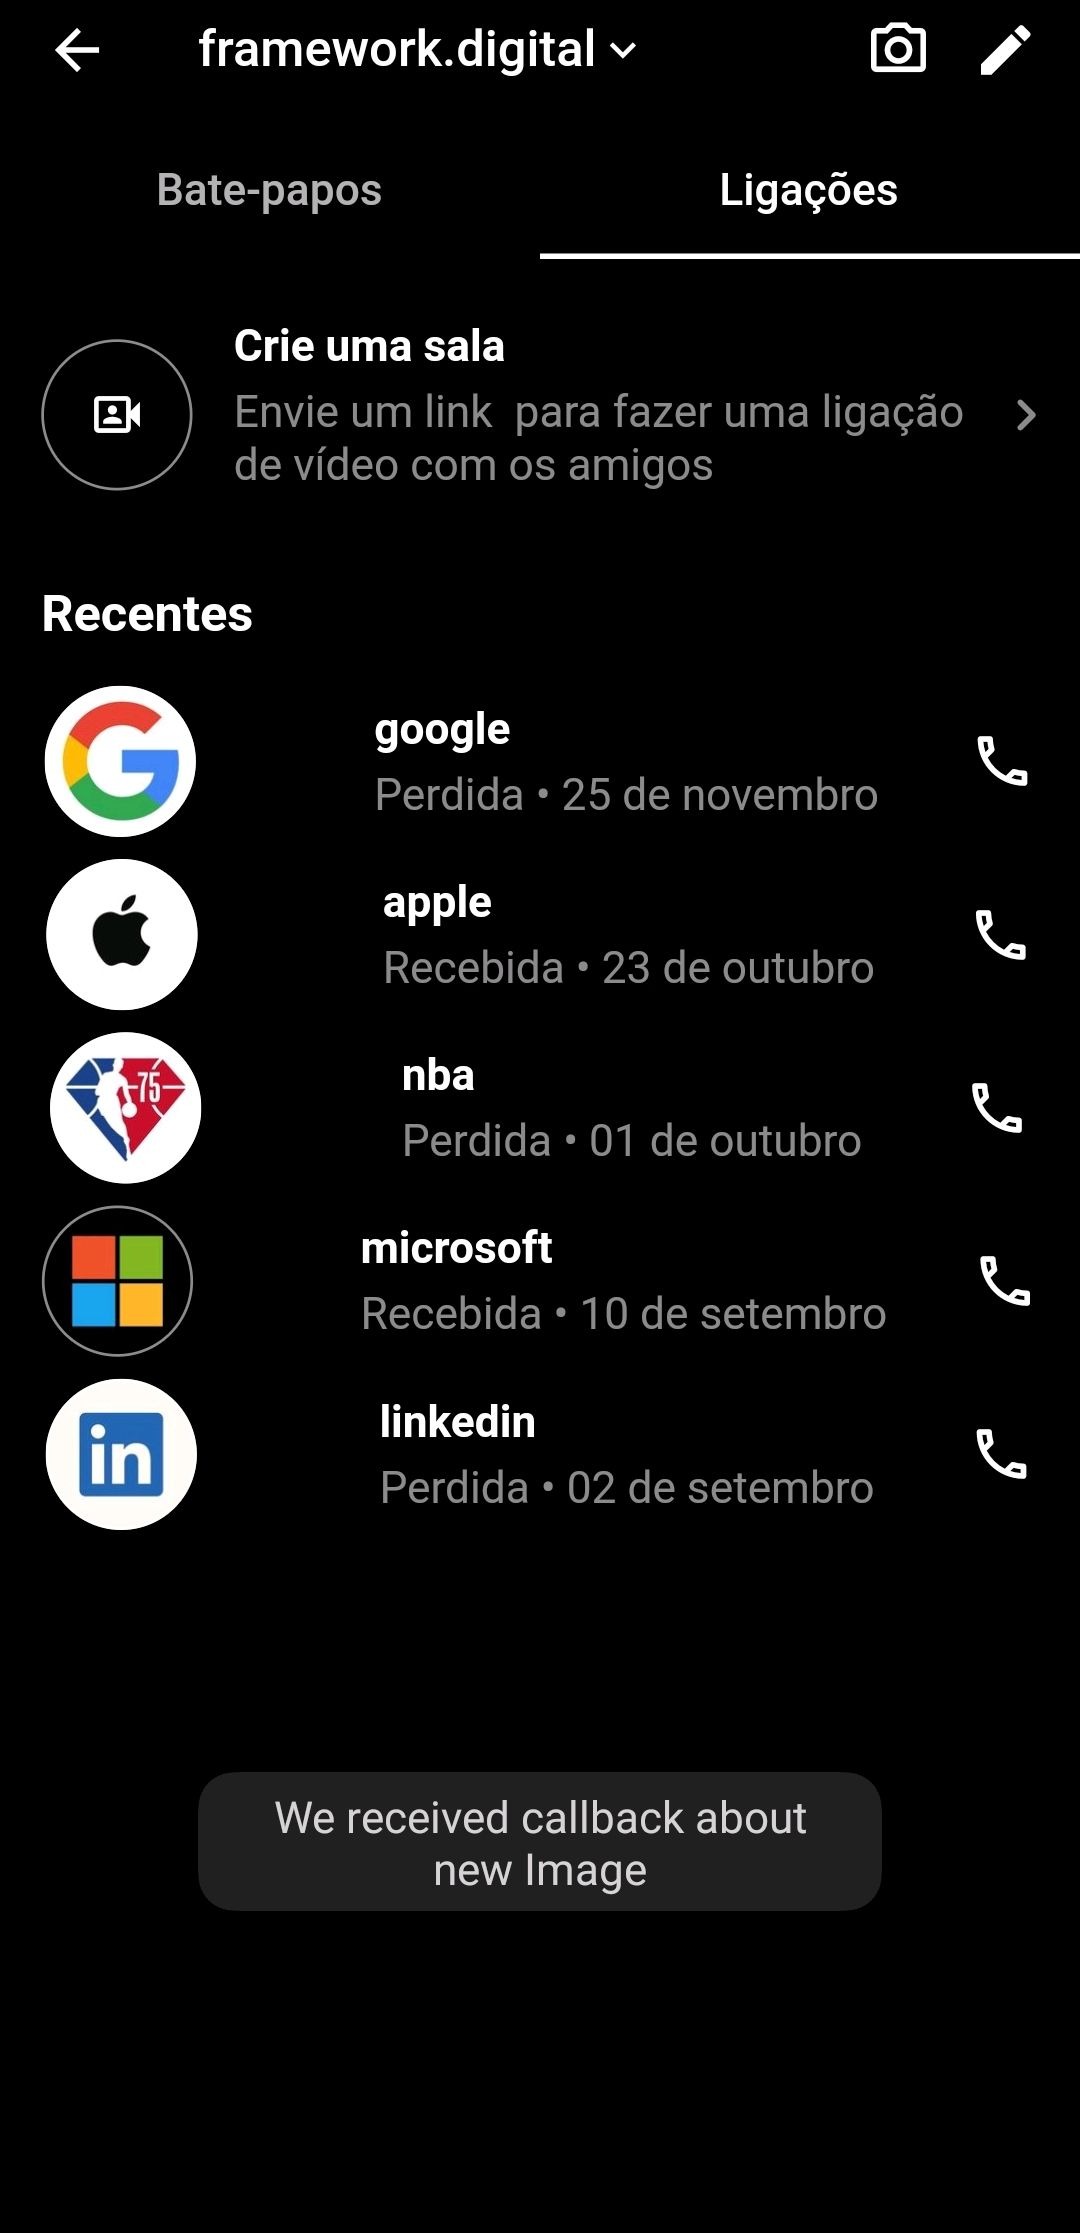 framework.digital
Bate-papos
Ligações
Crie uma sala
Envie um link  para fazer uma ligação
de vídeo com os amigos
Recentes
google
Perdida • 25 de novembro
apple
Recebida • 23 de outubro
75
nba
Perdida • 01 de outubro
microsoft
Recebida • 10 de setembro
in
linkedin
Perdida • 02 de setembro
We received callback about
new Image